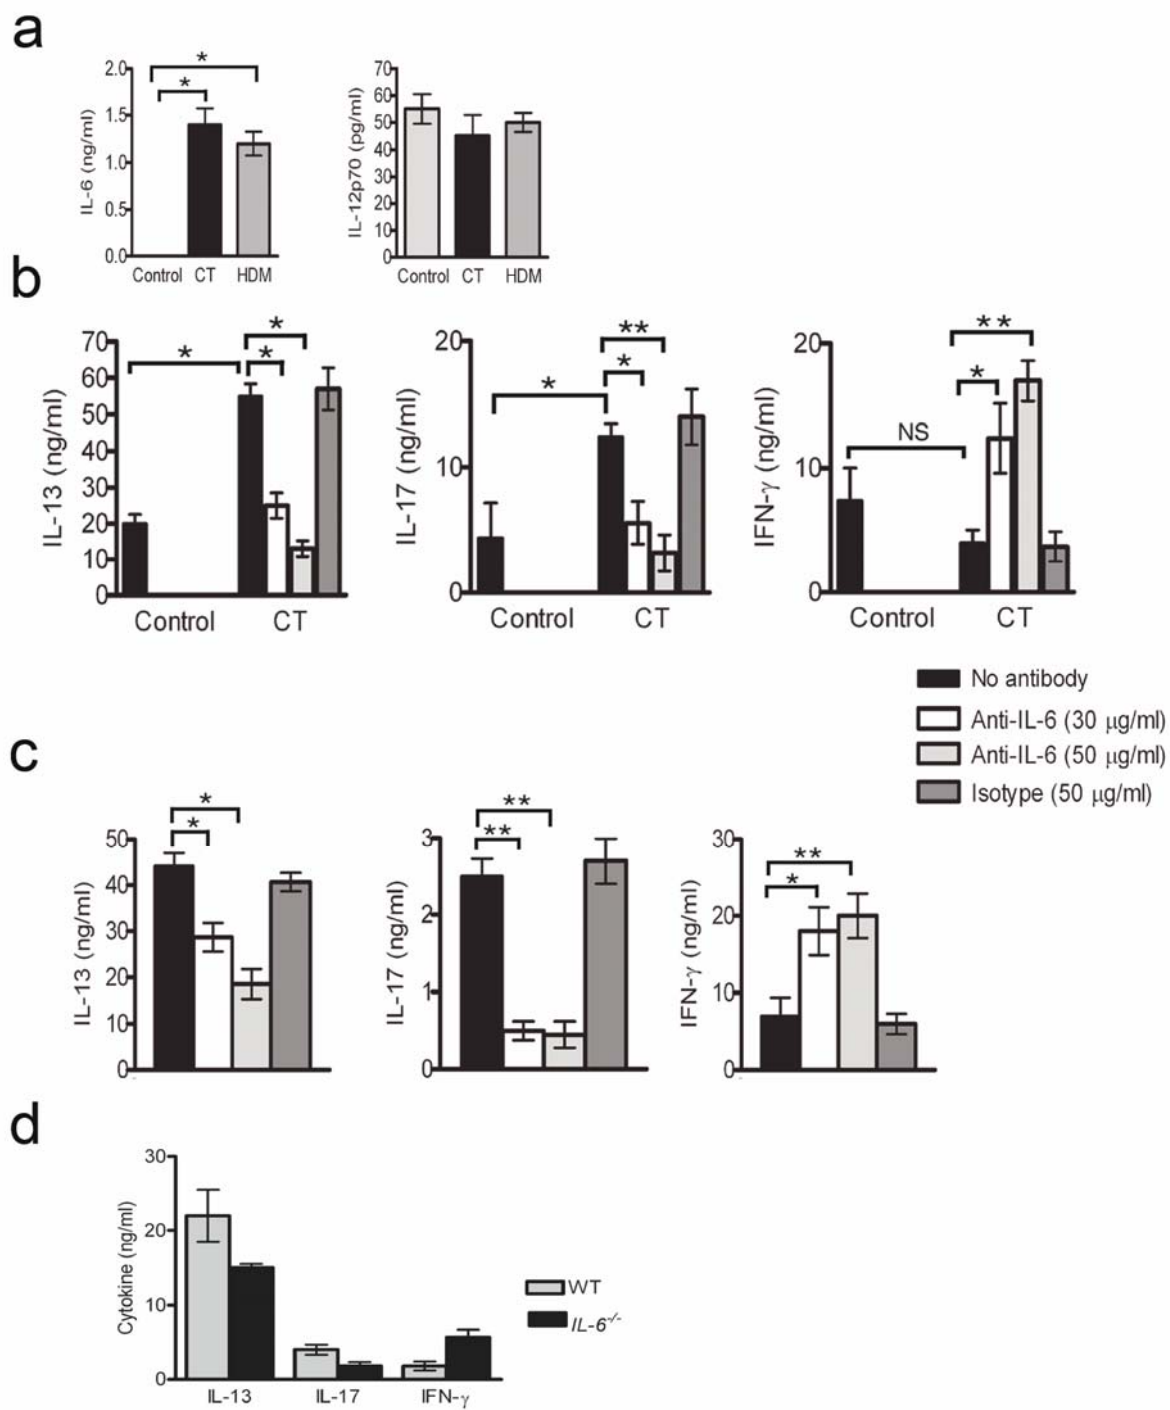 a
* *
2.0 1.5 1.0 0.5 0.0
IL-6 (ng/ml)
Control CT HDM
70 60 50 40 30 20 10 0
IL-12p70 (pg/ml)
Control CT HDM
b
* * *
70 60 50 40 30 20 10 0
IL-13 (ng/ml)
Control CT
* ** *
20 10 0
IL-17 (ng/ml)
Control CT
NS ** *
20 10 0
IFN-γ (ng/ml)
Control CT
No antibody
Anti-IL-6 (30 μg/ml)
Anti-IL-6 (50 μg/ml)
Isotype (50 μg/ml)
c
* *
50 40 30 20 10 0
IL-13 (ng/ml)
** **
3 2 1 0
IL-17 (ng/ml)
** *
30 20 10 0
IFN-γ (ng/ml)
d
30 20 10 0
Cytokine (ng/ml)
IL-13 IL-17 IFN-γ
WT
IL-6-/-